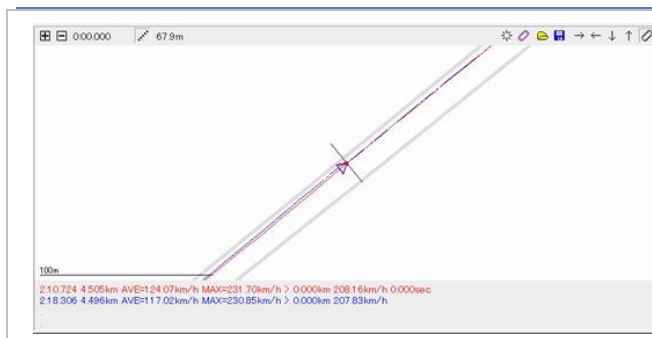 0:00.000 67.9m
100m
2:10.724 4.505km AVE=124.07km/h MAX=231.70km/h > 0.000km 208.16km/h 0.000sec
2:18.306 4.496km AVE=117.02km/h MAX=230.85km/h > 0.000km 207.83km/h